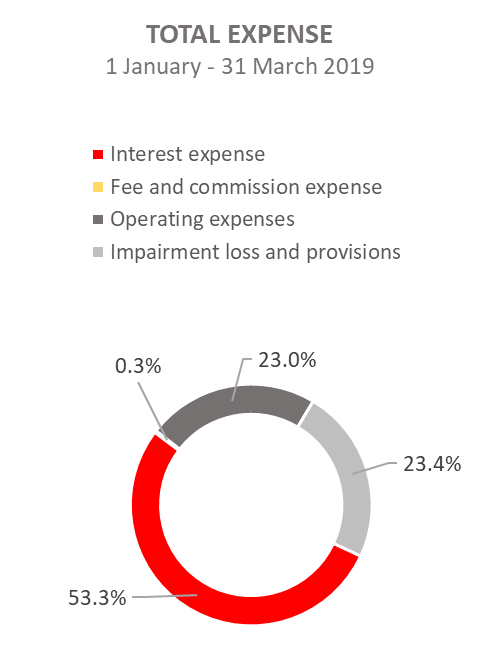 TOTAL EXPENSE
1 January - 31 March 2019
Interest expense
Fee and commission expense
Operating expenses
Impairment loss and provisions
0.3%
23.0%
23.4%
53.3%